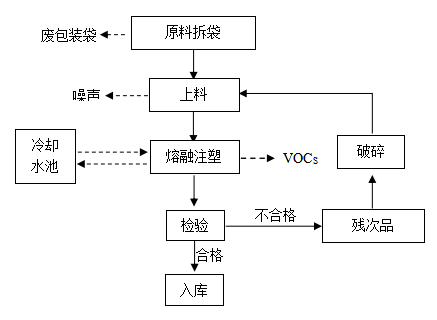 废包装袋
原料拆袋
噪声
上料
冷却
水池
熔融注塑
VOCs
破碎
检验
不合格
残次品
合格
入库